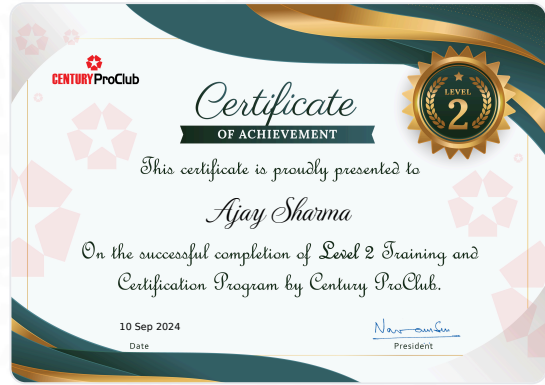 CENTURY ProClub
Certificate
OF ACHIEVEMENT
LEVEL
2
This certificate is proudly presented to
Ajay Sharma
On the successful completion of Level 2 Training and
Certification Program by Century ProClub.
10 Sep 2024
Date
President